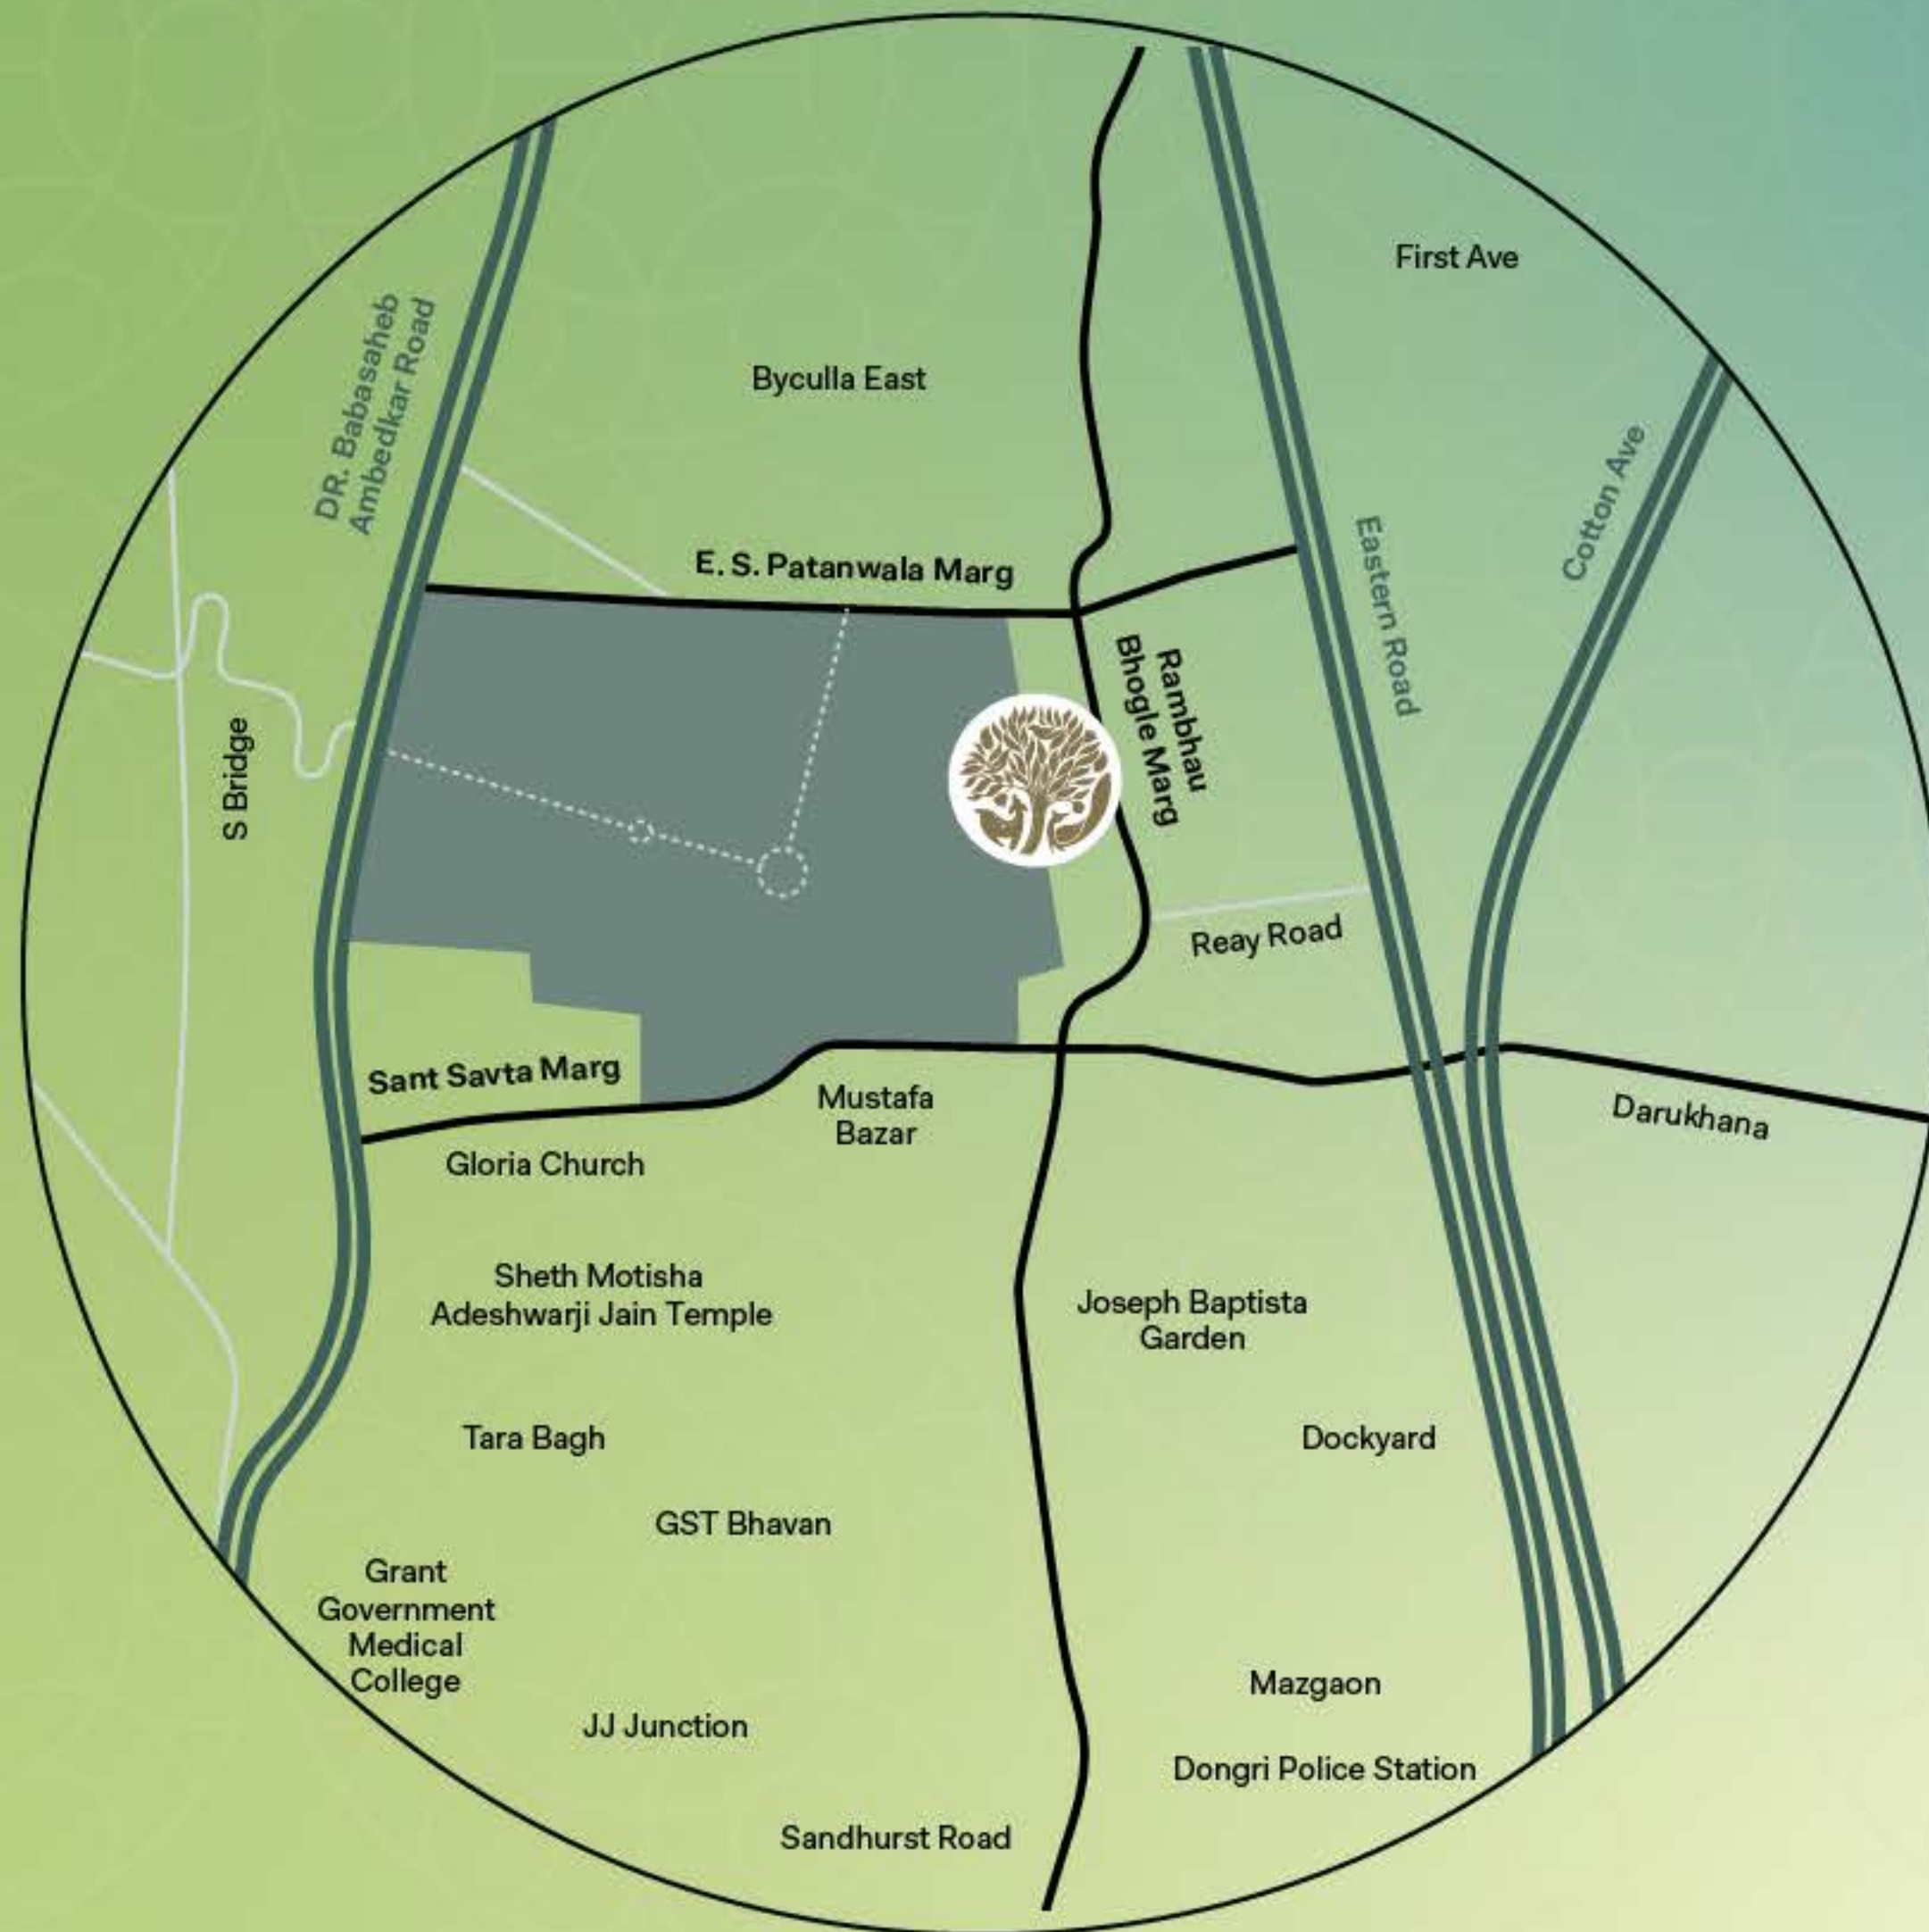 First Ave
DR. Babasaheb
Ambedkar Road
Byculla East
Cotton Ave
E. S. Patanwala Marg
Eastern Road
Rambhau
Bhogle Marg
S Bridge
Reay Road
Sant Savta Marg
Mustafa
Bazar
Darukhana
Gloria Church
Sheth Motisha
Adeshwarji Jain Temple
Joseph Baptista
Garden
Tara Bagh
Dockyard
GST Bhavan
Grant
Government
Medical
College
Mazgaon
JJ Junction
Dongri Police Station
Sandhurst Road